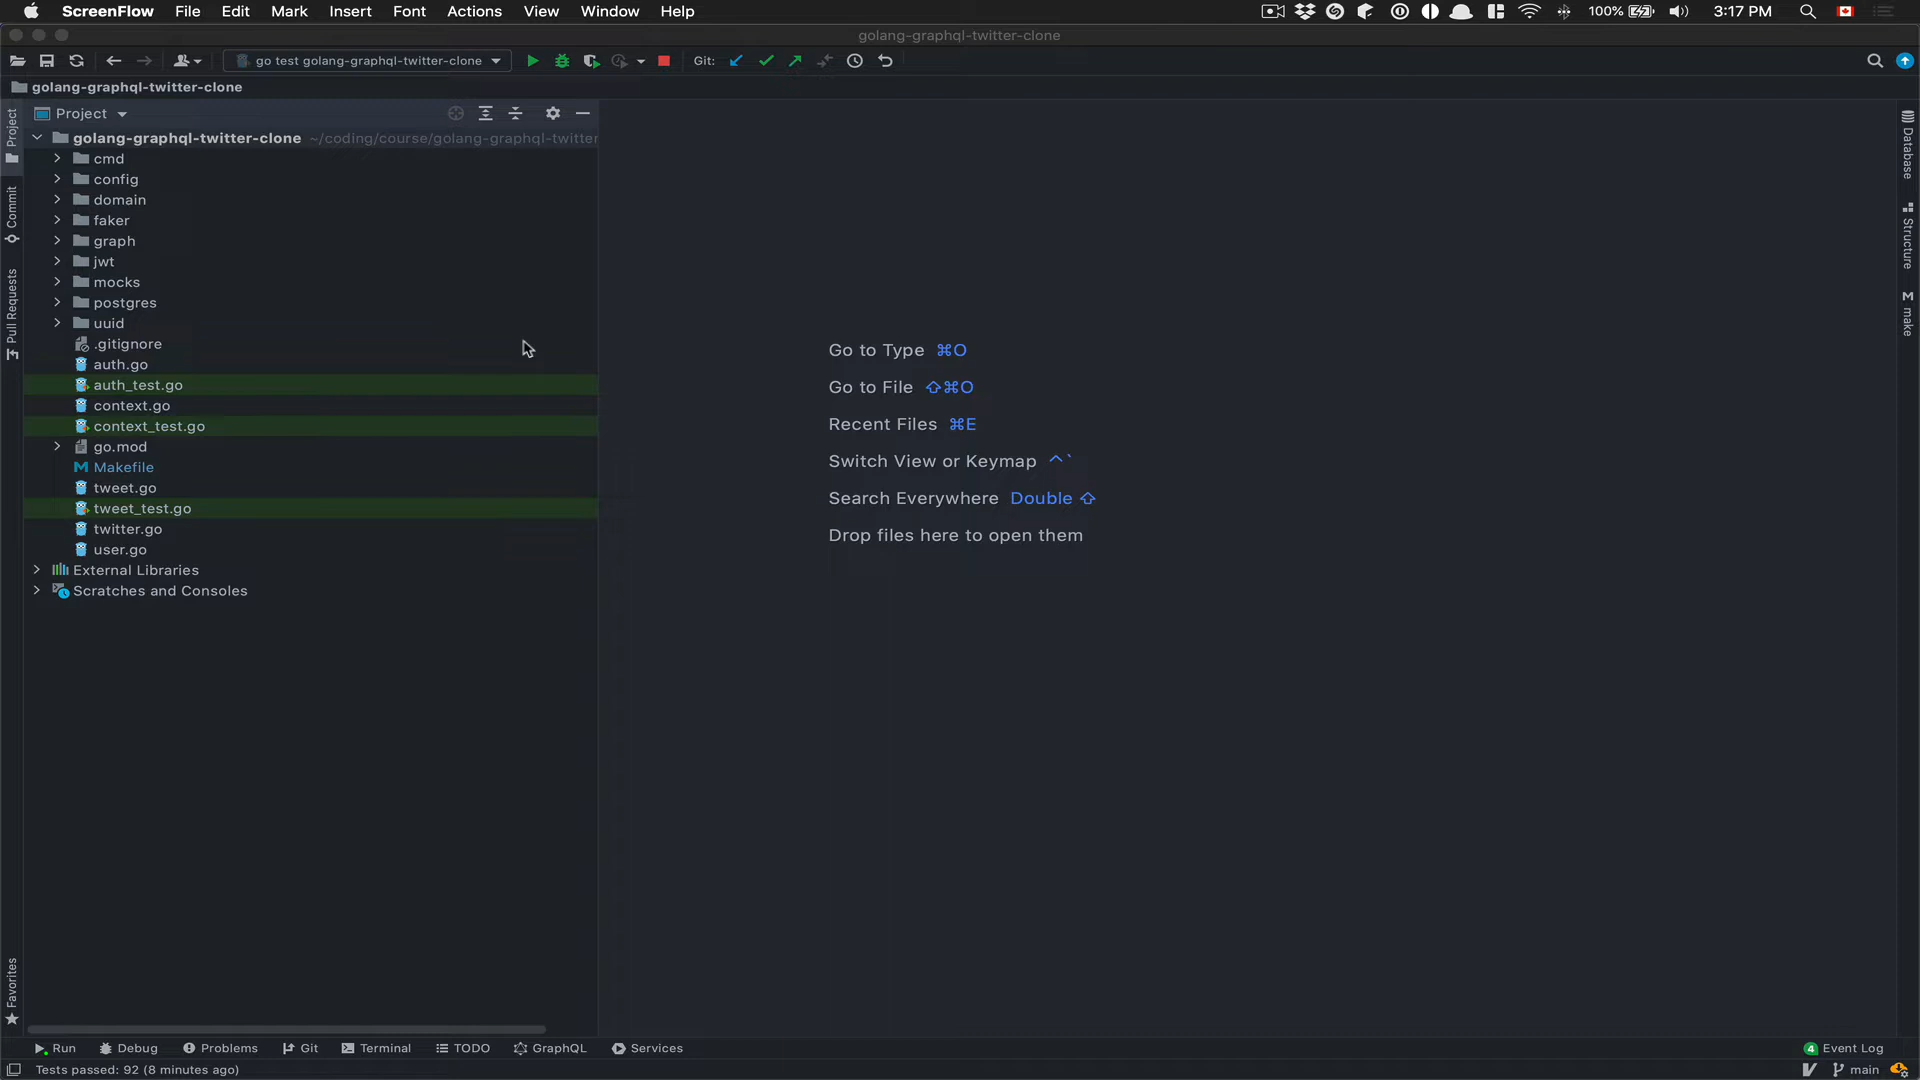 ScreenFlow File Edit Mark Insert Font Actions View Window Help 100% 3:17 PM
golang-graphql-twitter-clone
go test golang-graphql-twitter-clone Git:
golang-graphql-twitter-clone
Project
golang-graphql-twitter-clone ~/coding/course/golang-graphql-twitter
cmd
config
domain
faker
graph
jwt
mocks
postgres
uuid
.gitignore
auth.go
auth_test.go
context.go
context_test.go
go.mod
Makefile
tweet.go
tweet_test.go
twitter.go
user.go
External Libraries
Scratches and Consoles
Project
Commit
Pull Requests
Favorites
Go to Type ⌘O
Go to File ⇧⌘O
Recent Files ⌘E
Switch View or Keymap ^`
Search Everywhere Double ⇧
Drop files here to open them
Database
Structure
M make
Run Debug Problems Git Terminal TODO GraphQL Services 4 Event Log
Tests passed: 92 (8 minutes ago) main